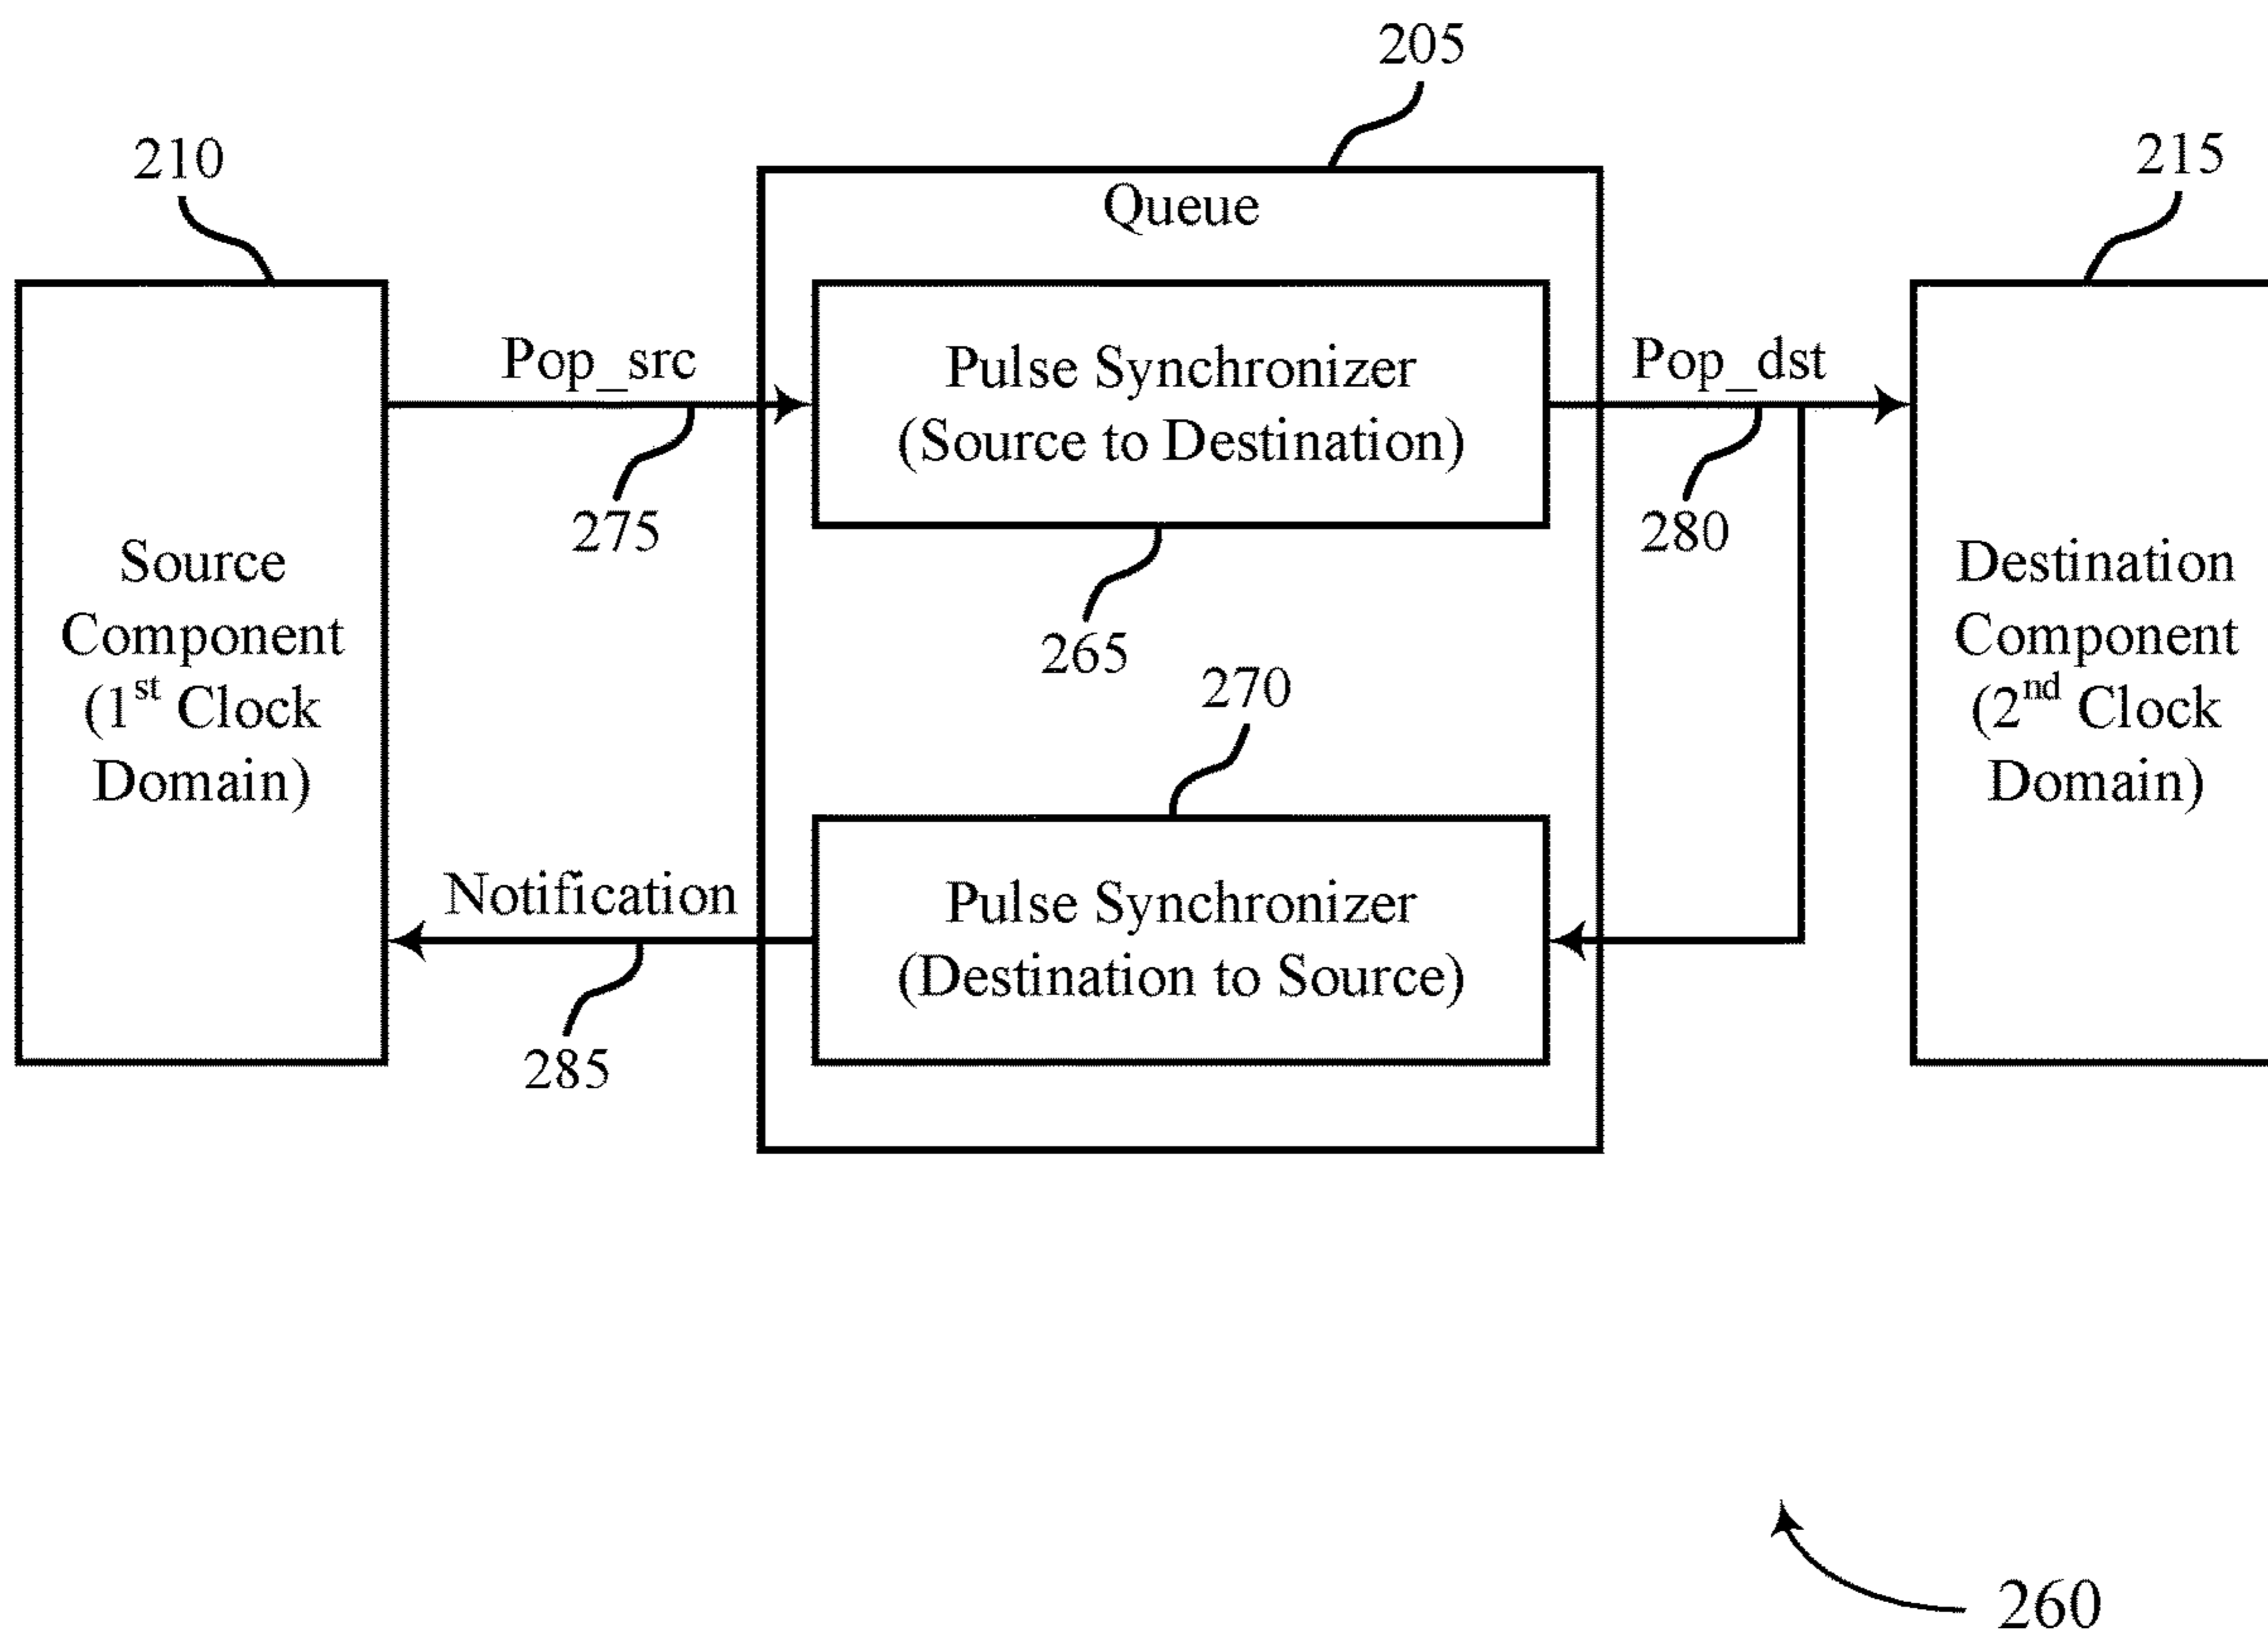 205
210
215
Queue
Pop_src
Pulse Synchronizer
(Source to Destination)
Pop_dst
275
280
265
Source
Component
(1st Clock
Domain)
Destination
Component
(2nd Clock
Domain)
270
Notification
Pulse Synchronizer
(Destination to Source)
285
260